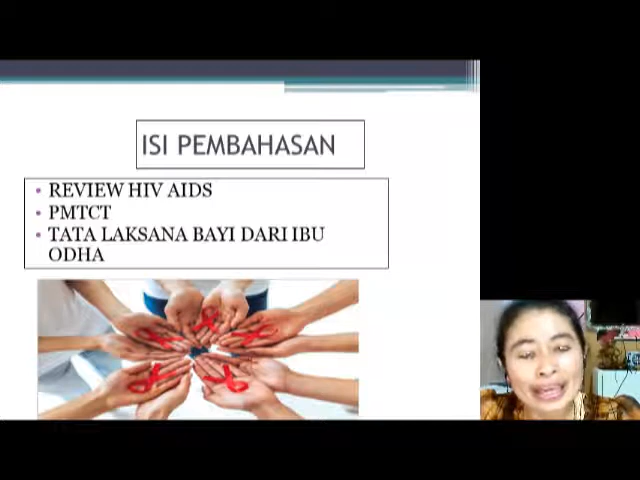 ISI PEMBAHASAN
REVIEW HIV AIDS
PMTCT
TATA LAKSANA BAYI DARI IBU
ODHA